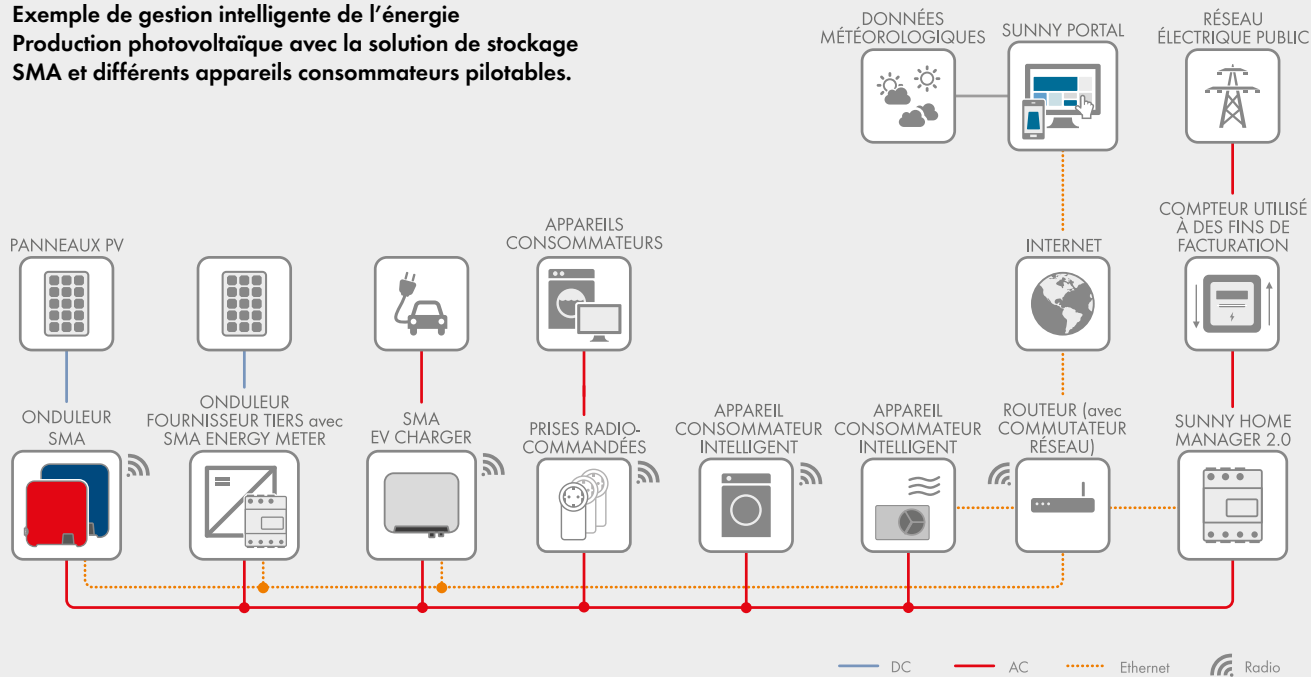 Exemple de gestion intelligente de l’énergie
Production photovoltaïque avec la solution de stockage
SMA et différents appareils consommateurs pilotables.
DONNÉES
MÉTÉOROLOGIQUES
SUNNY PORTAL
RÉSEAU
ÉLECTRIQUE PUBLIC
PANNEAUX PV
APPAREILS
CONSOMMATEURS
INTERNET
COMPTEUR UTILISÉ
À DES FINS DE
FACTURATION
ONDULEUR
SMA
ONDULEUR
FOURNISSEUR TIERS avec
SMA ENERGY METER
SMA
EV CHARGER
PRISES RADIO-
COMMANDÉES
APPAREIL
CONSOMMATEUR
INTELLIGENT
APPAREIL
CONSOMMATEUR
INTELLIGENT
ROUTEUR (avec
COMMUTATEUR
RÉSEAU)
SUNNY HOME
MANAGER 2.0
DC
AC
Ethernet
Radio